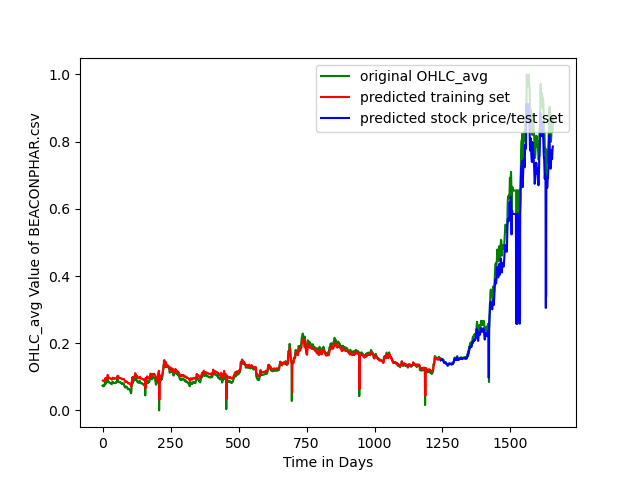 original OHLC_avg
predicted training set
predicted stock price/test set
OHLC_avg Value of BEACONPHAR.csv
1.0
0.8
0.6
0.4
0.2
0.0
0
250
500
750
1000
1250
1500
Time in Days